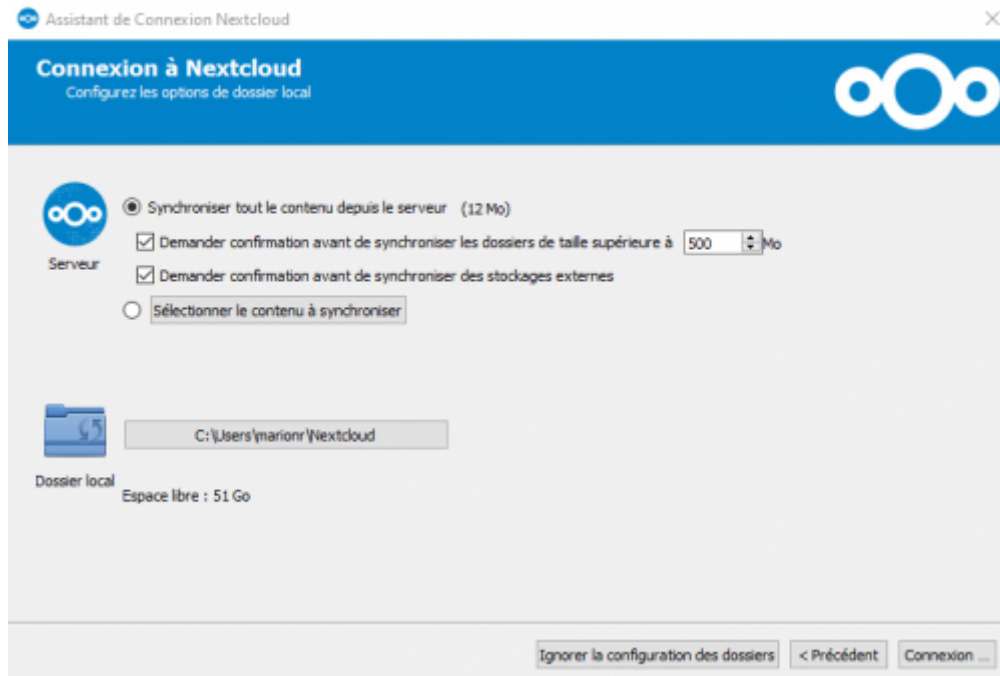 Assistant de Connexion Nextcloud
Connexion à Nextcloud
Configurez les options de dossier local
Synchroniser tout le contenu depuis le serveur (12 Mo)
Demander confirmation avant de synchroniser les dossiers de taille supérieure à 500 Mo
Serveur
Demander confirmation avant de synchroniser des stockages externes
Sélectionner le contenu à synchroniser
C:\Users\marionr\Nextcloud
Dossier local
Espace libre : 51 Go
Ignorer la configuration des dossiers < Précédent Connexion ...